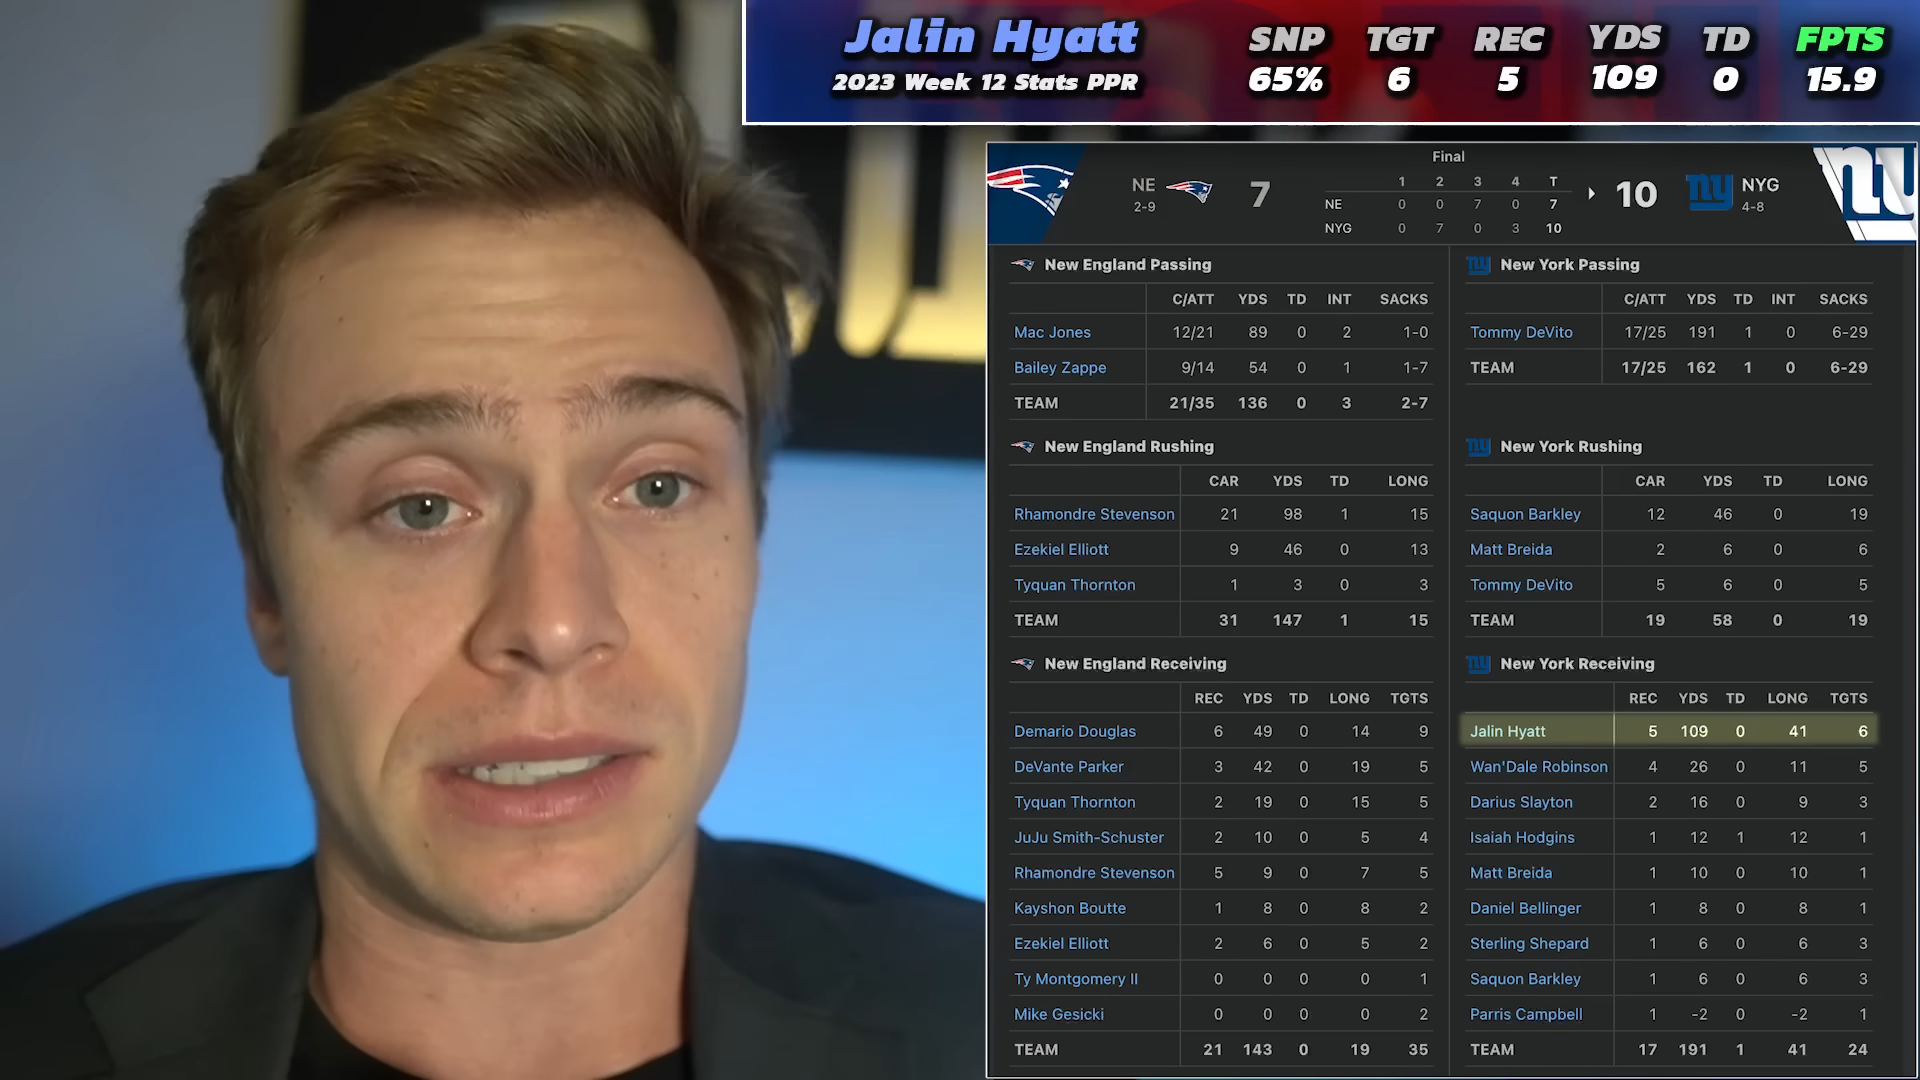 Jalin Hyatt
2023 Week 12 Stats PPR
SNP TGT REC YDS TD FPTS
65% 6 5 109 0 15.9
Final
NE 2-9 7
1 2 3 4 T
NE 0 0 7 0 7
NYG 0 7 0 3 10
10 NYG 4-8
New England Passing
C/ATT YDS TD INT SACKS
Mac Jones 12/21 89 0 2 1-0
Bailey Zappe 9/14 54 0 1 1-7
TEAM 21/35 136 0 3 2-7
New York Passing
C/ATT YDS TD INT SACKS
Tommy DeVito 17/25 191 1 0 6-29
TEAM 17/25 162 1 0 6-29
New England Rushing
CAR YDS TD LONG
Rhamondre Stevenson 21 98 1 15
Ezekiel Elliott 9 46 0 13
Tyquan Thornton 1 3 0 3
TEAM 31 147 1 15
New York Rushing
CAR YDS TD LONG
Saquon Barkley 12 46 0 19
Matt Breida 2 6 0 6
Tommy DeVito 5 6 0 5
TEAM 19 58 0 19
New England Receiving
REC YDS TD LONG TGTS
Demario Douglas 6 49 0 14 9
DeVante Parker 3 42 0 19 5
Tyquan Thornton 2 19 0 15 5
JuJu Smith-Schuster 2 10 0 5 4
Rhamondre Stevenson 5 9 0 7 5
Kayshon Boutte 1 8 0 8 2
Ezekiel Elliott 2 6 0 5 2
Ty Montgomery II 0 0 0 0 1
Mike Gesicki 0 0 0 0 2
TEAM 21 143 0 19 35
New York Receiving
REC YDS TD LONG TGTS
Jalin Hyatt 5 109 0 41 6
Wan'Dale Robinson 4 26 0 11 5
Darius Slayton 2 16 0 9 3
Isaiah Hodgins 1 12 1 12 1
Matt Breida 1 10 0 10 1
Daniel Bellinger 1 8 0 8 1
Sterling Shepard 1 6 0 6 3
Saquon Barkley 1 6 0 6 3
Parris Campbell 1 -2 0 -2 1
TEAM 17 191 1 41 24